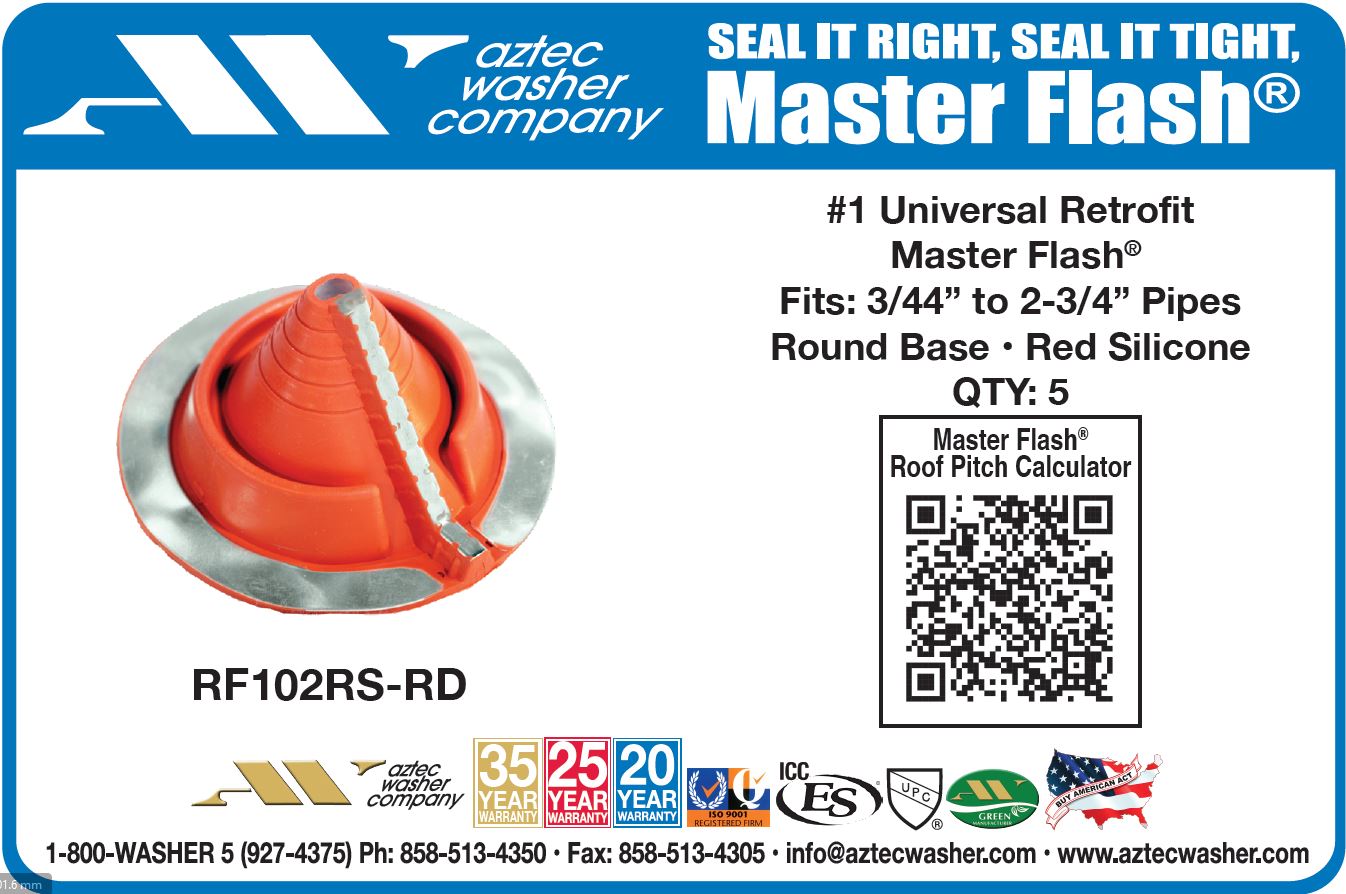 aztec
washer
company
SEAL IT RIGHT, SEAL IT TIGHT,
Master Flash®
#1 Universal Retrofit
Master Flash®
Fits: 3/44” to 2-3/4” Pipes
Round Base • Red Silicone
QTY: 5
Master Flash®
Roof Pitch Calculator
RF102RS-RD
aztec
washer
company
35
YEAR
WARRANTY
25
YEAR
WARRANTY
20
YEAR
WARRANTY
Q
ISO 9001
REGISTERED FIRM
ICC
ES®
UPC®
GREEN
MANUFACTURER
BUY AMERICAN ACT
1-800-WASHER 5 (927-4375) Ph: 858-513-4350 • Fax: 858-513-4305 • info@aztecwasher.com • www.aztecwasher.com
01.6 mm